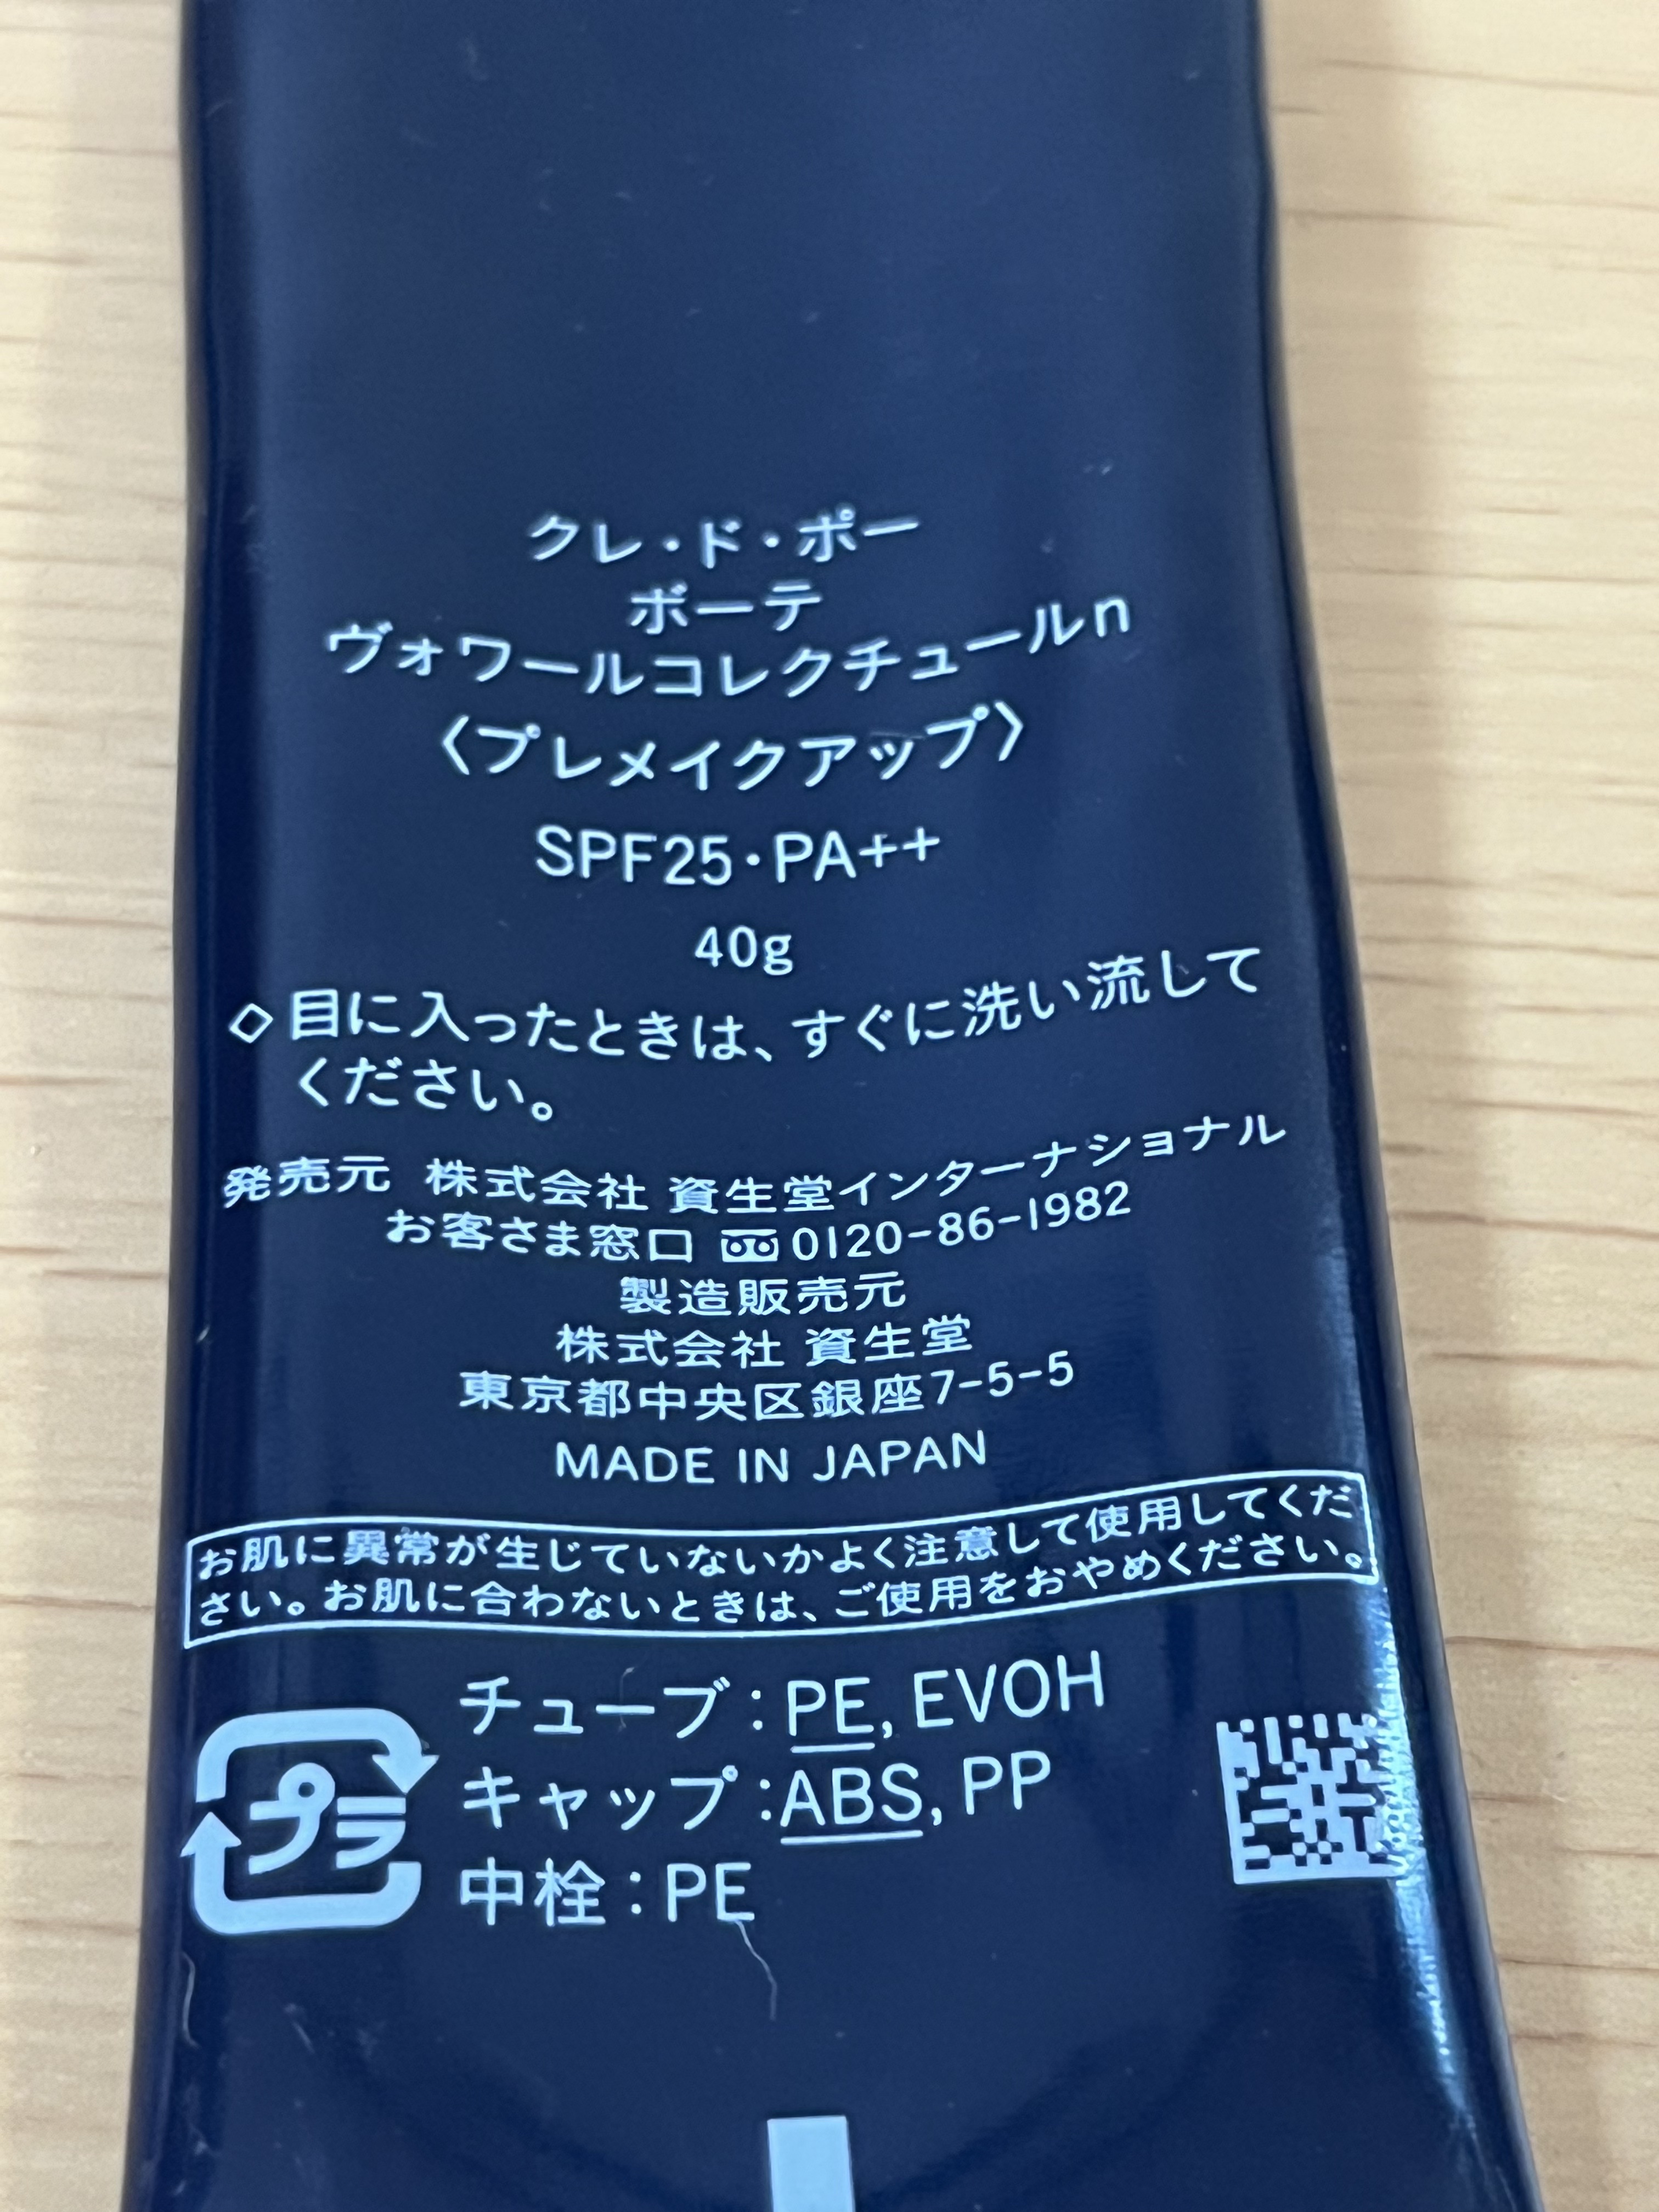 クレ・ド・ポー
ボーテ
ヴォワールコレクチュールn
〈プレメイクアップ〉
SPF25・PA++
40g
◇目に入ったときは、すぐに洗い流して
ください。
発売元 株式会社 資生堂インターナショナル
お客さま窓口 0120-86-1982
製造販売元
株式会社 資生堂
東京都中央区銀座7-5-5
MADE IN JAPAN
お肌に異常が生じていないかよく注意して使用してくだ
さい。お肌に合わないときは、ご使用をおやめください。
プラ
チューブ:PE, EVOH
キャップ:ABS, PP
中栓:PE